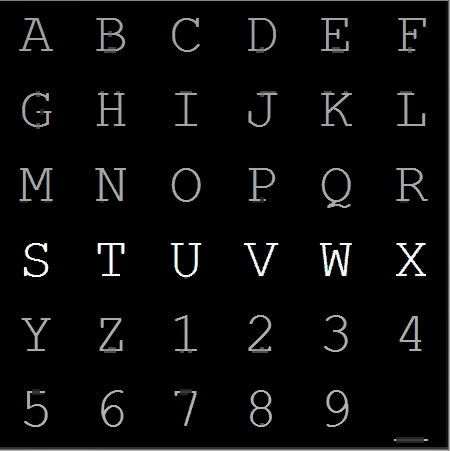 A B C D E F
G H I J K L
M N O P Q R
S T U V W X
Y Z 1 2 3 4
5 6 7 8 9 _